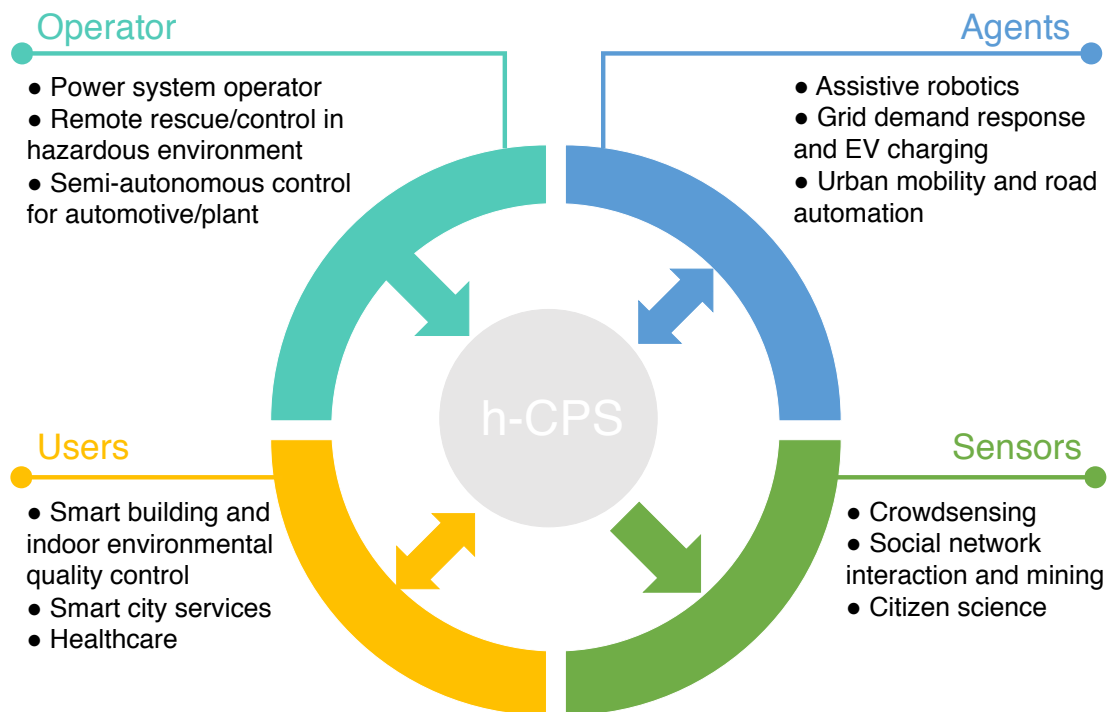 Operator
● Power system operator
● Remote rescue/control in
hazardous environment
● Semi-autonomous control
for automotive/plant
Agents
● Assistive robotics
● Grid demand response
and EV charging
● Urban mobility and road
automation
h-CPS
Users
● Smart building and
indoor environmental
quality control
● Smart city services
● Healthcare
Sensors
● Crowdsensing
● Social network
interaction and mining
● Citizen science